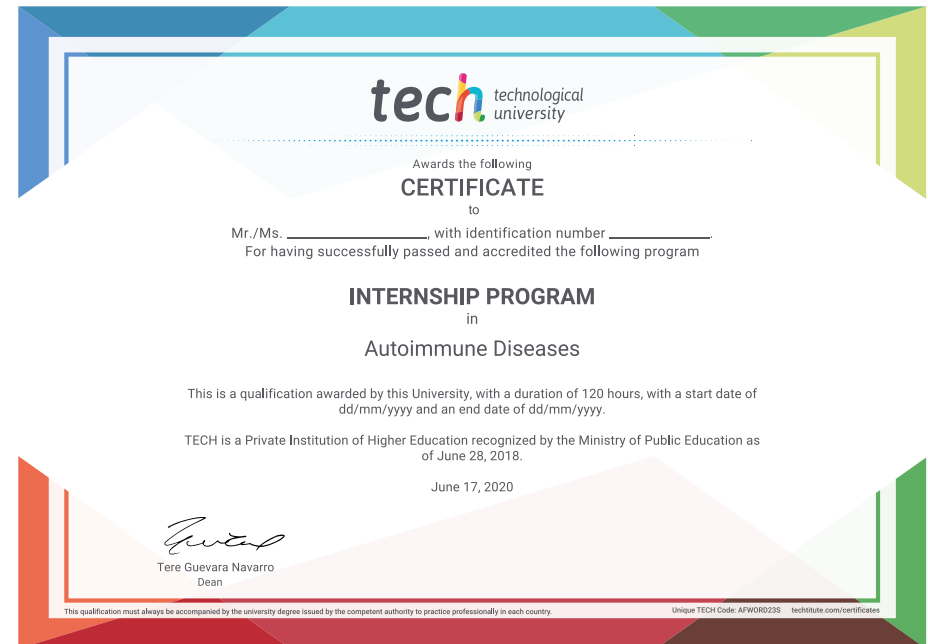 tech technological
university
Awards the following
CERTIFICATE
to
Mr./Ms. ____________________, with identification number ______________.
For having successfully passed and accredited the following program
INTERNSHIP PROGRAM
in
Autoimmune Diseases
This is a qualification awarded by this University, with a duration of 120 hours, with a start date of
dd/mm/yyyy and an end date of dd/mm/yyyy.
TECH is a Private Institution of Higher Education recognized by the Ministry of Public Education as
of June 28, 2018.
June 17, 2020
Tere Guevara Navarro
Dean
This qualification must always be accompanied by the university degree issued by the competent authority to practice professionally in each country.
Unique TECH Code: AFWORD23S techtitute.com/certificates